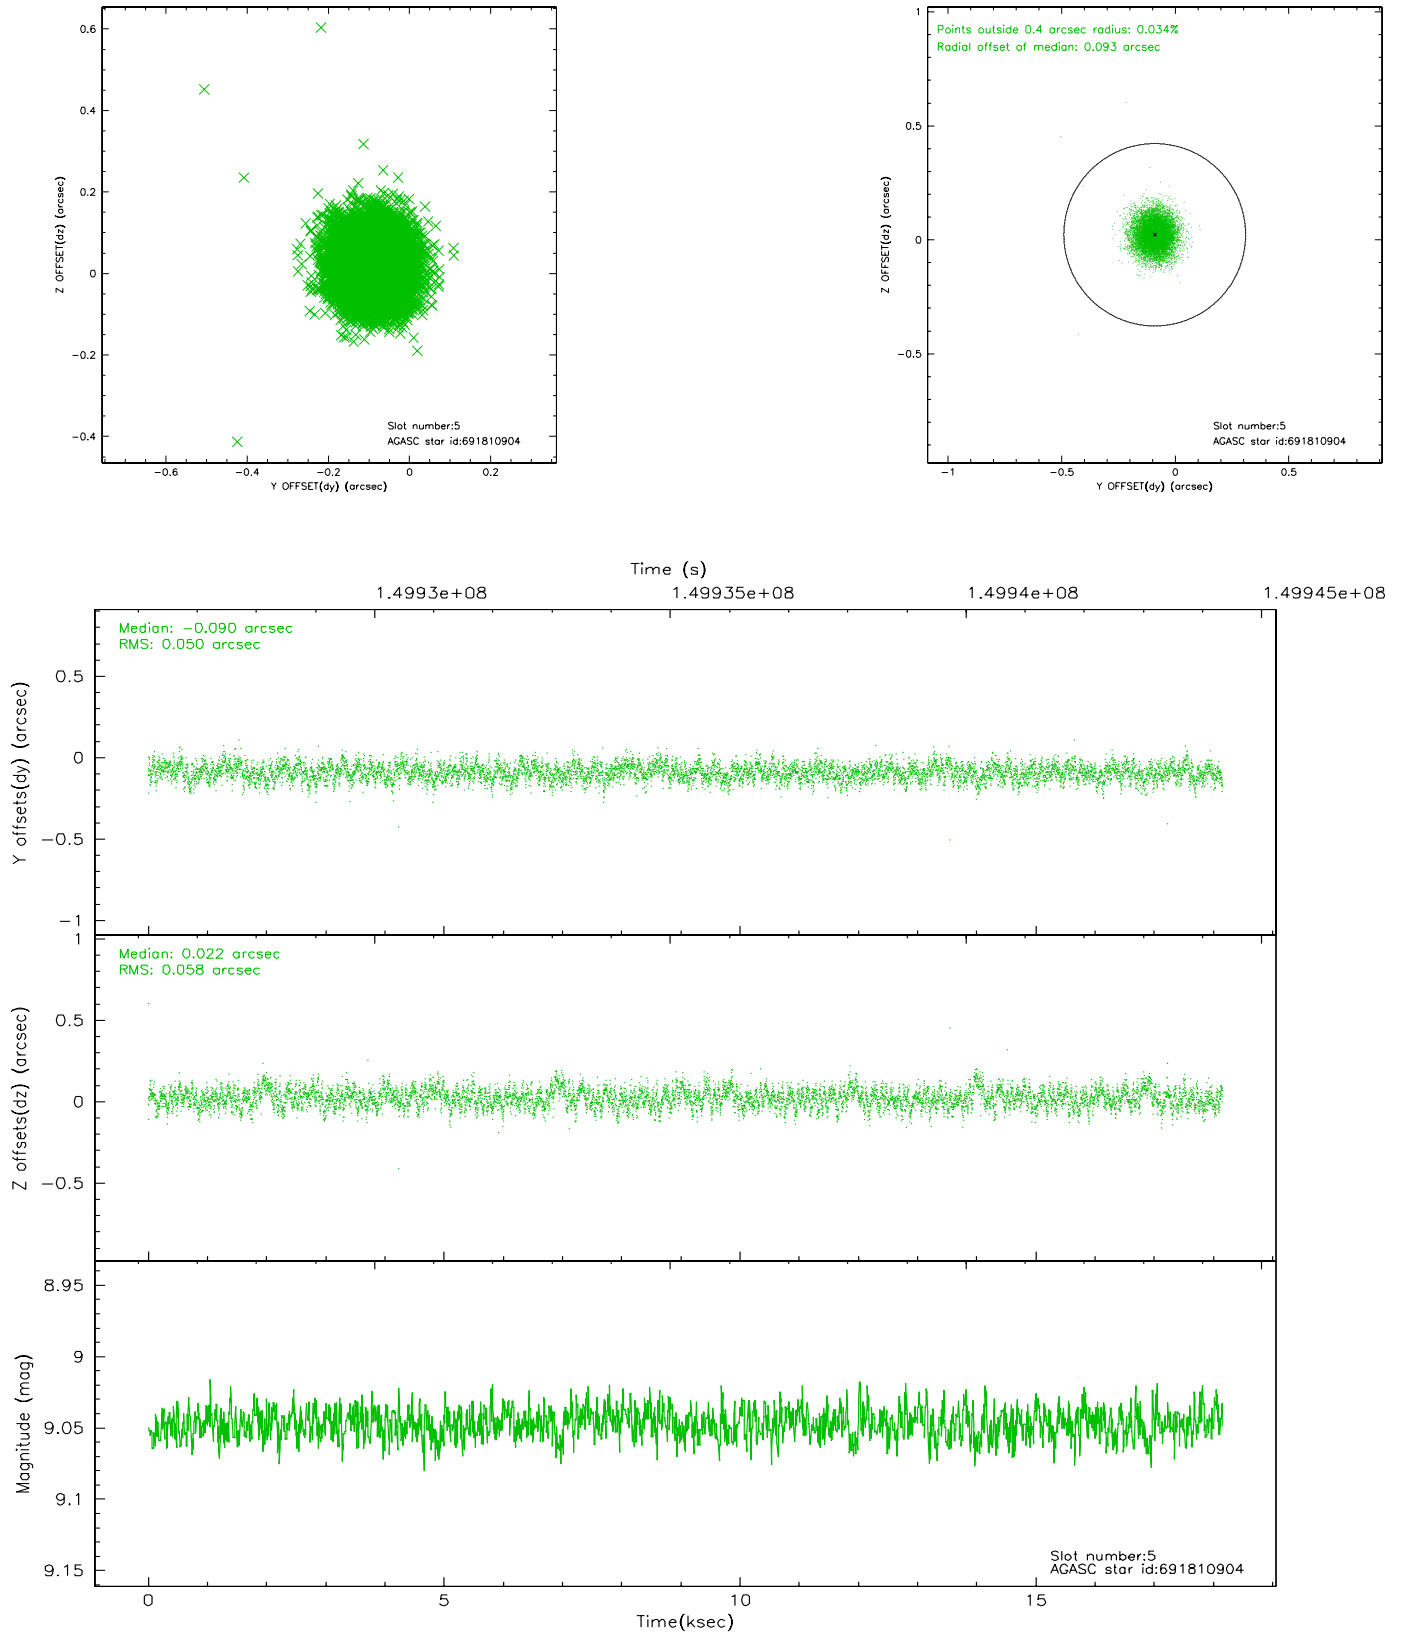 0.6
0.4
0.2
0
−0.2
−0.4
Z OFFSET(dz) (arcsec)
Slot number:5
AGASC star id:691810904
−0.6
−0.4
−0.2
0
0.2
Y OFFSET(dy) (arcsec)
1
0.5
0
−0.5
Z OFFSET(dz) (arcsec)
Points outside 0.4 arcsec radius: 0.034%
Radial offset of median: 0.093 arcsec
Slot number:5
AGASC star id:691810904
−1
−0.5
0
0.5
Y OFFSET(dy) (arcsec)
Time (s)
1.4993e+08
1.49935e+08
1.4994e+08
1.49945e+08
Median: −0.090 arcsec
RMS: 0.050 arcsec
0.5
0
−0.5
−1
Y offsets(dy) (arcsec)
Median: 0.022 arcsec
RMS: 0.058 arcsec
1
0.5
0
−0.5
Z offsets(dz) (arcsec)
8.95
9
9.05
9.1
9.15
Magnitude (mag)
Slot number:5
AGASC star id:691810904
0
5
10
15
Time(ksec)